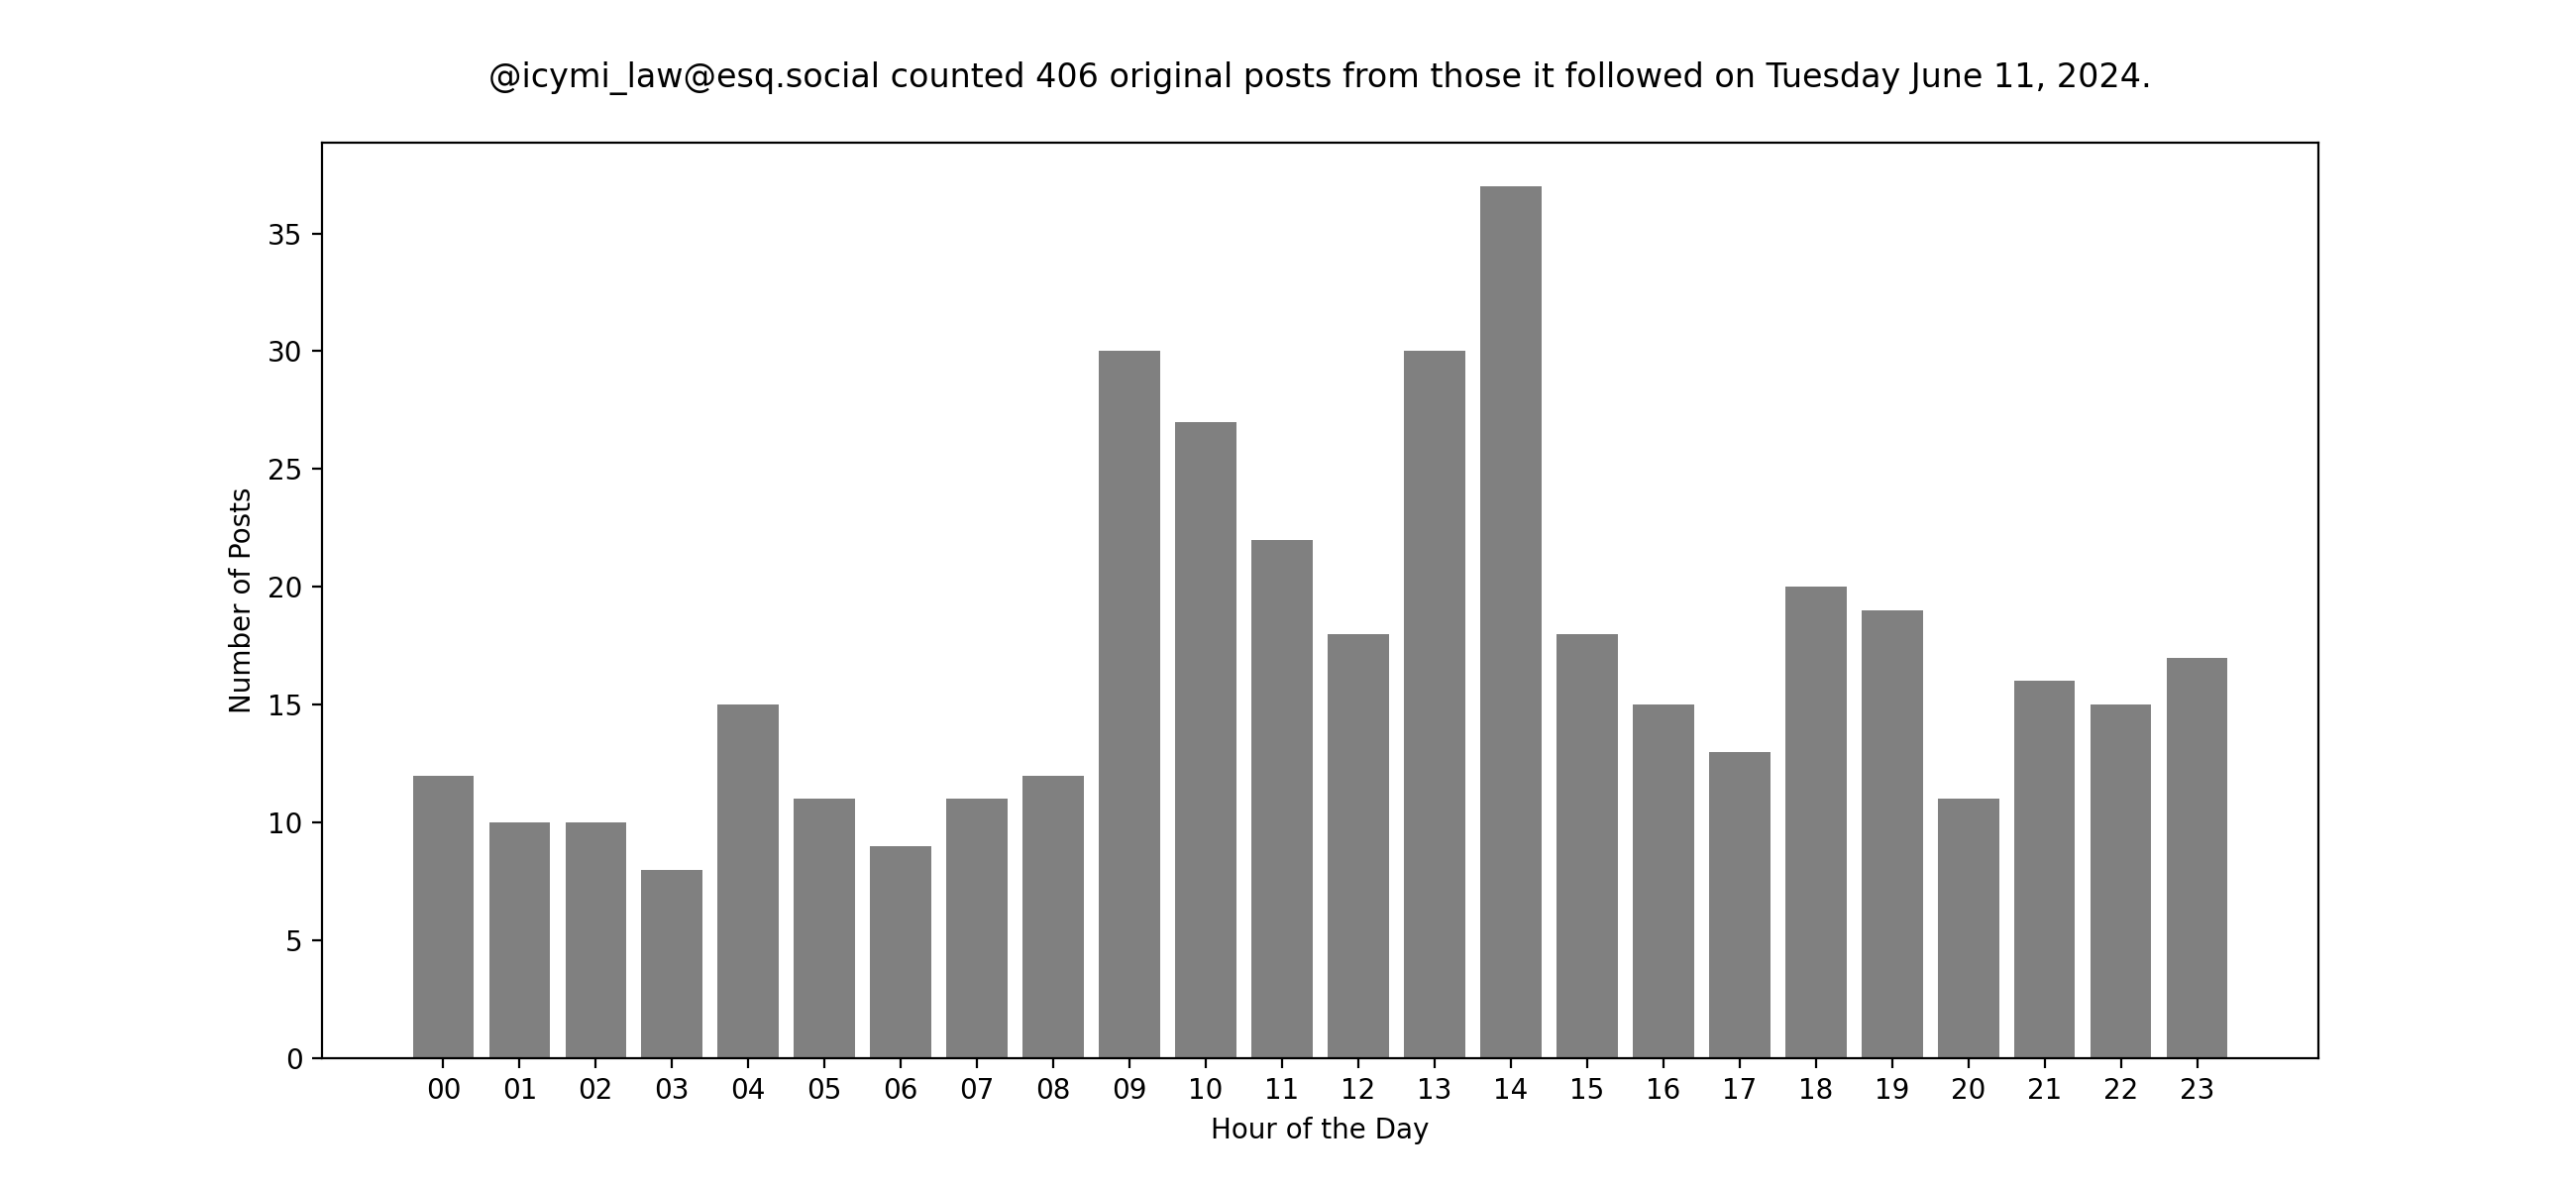 @icymi_law@esq.social counted 406 original posts from those it followed on Tuesday June 11, 2024.
35
30
25
20
15
10
5
0
Number of Posts
00 01 02 03 04 05 06 07 08 09 10 11 12 13 14 15 16 17 18 19 20 21 22 23
Hour of the Day